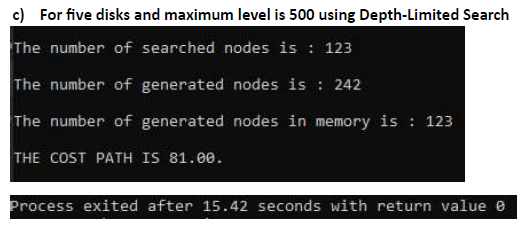 c) For five disks and maximum level is 500 using Depth-Limited Search
The number of searched nodes is : 123
The number of generated nodes is : 242
The number of generated nodes in memory is : 123
THE COST PATH IS 81.00.
Process exited after 15.42 seconds with return value 0